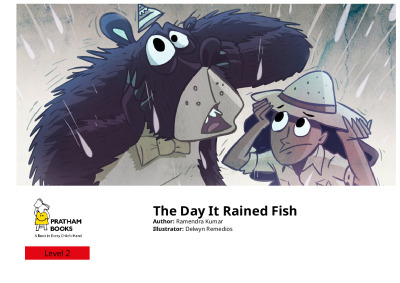 The Day It Rained Fish
Author: Ramendra Kumar
Illustrator: Delwyn Remedios
PRATHAM
BOOKS
A Book in Every Child's Hand
Level 2